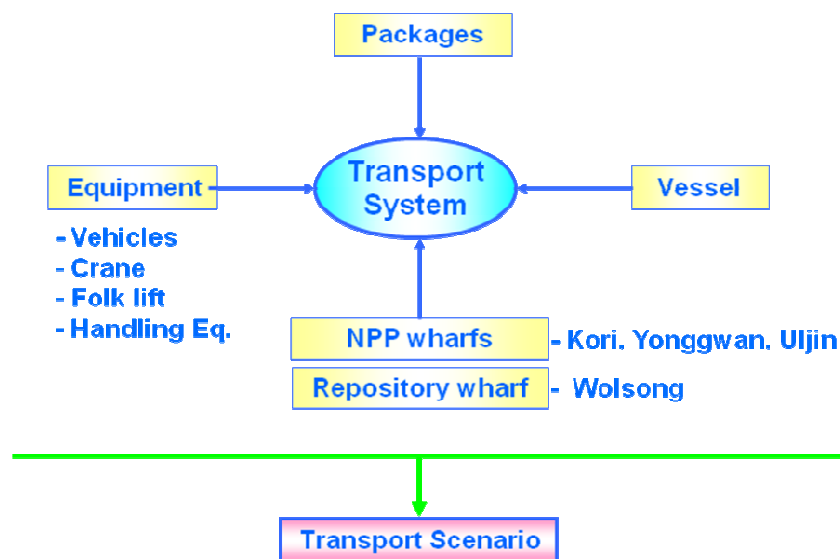 Packages
Transport
System
Equipment
Vessel
- Vehicles
- Crane
- Folk lift
- Handling Eq.
NPP wharfs
- Kori. Yonggwan. Uljin
Repository wharf
- Wolsong
Transport Scenario